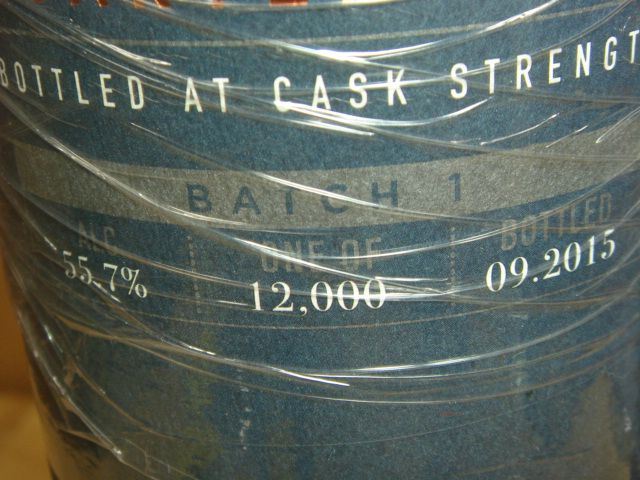 BOTTLED AT CASK STRENGT
BATCH 1
ALC ONE OF BOTTLED
55.7% 12,000 09.2015